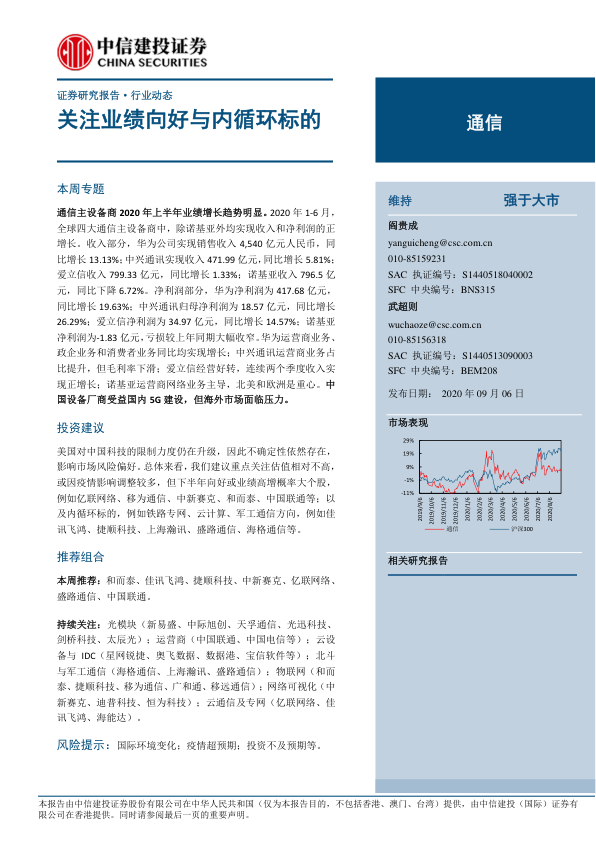 中信建投证券
CHINA SECURITIES
证券研究报告·行业动态
关注业绩向好与内循环标的
通信
本周专题
通信主设备商 2020 年上半年业绩增长趋势明显。2020 年 1-6 月，
全球四大通信主设备商中，除诺基亚外均实现收入和净利润的正
增长。收入部分，华为公司实现销售收入 4,540 亿元人民币，同
比增长 13.13%；中兴通讯实现收入 471.99 亿元，同比增长 5.81%；
爱立信收入 799.33 亿元，同比增长 1.33%；诺基亚收入 796.5 亿
元，同比下降 6.72%。净利润部分，华为净利润为 417.68 亿元，
同比增长 19.63%；中兴通讯归母净利润为 18.57 亿元，同比增长
26.29%；爱立信净利润为 34.97 亿元，同比增长 14.57%；诺基亚
净利润为-1.83 亿元，亏损较上年同期大幅收窄。华为运营商业务、
政企业务和消费者业务同比均实现增长；中兴通讯运营商业务占
比提升，但毛利率下滑；爱立信经营好转，连续两个季度收入实
现正增长；诺基亚运营商网络业务主导，北美和欧洲是重心。中
国设备厂商受益国内 5G 建设，但海外市场面临压力。
投资建议
美国对中国科技的限制力度仍在升级，因此不确定性依然存在，
影响市场风险偏好。总体来看，我们建议重点关注估值相对不高，
或因疫情影响调整较多，但下半年向好或业绩高增概率大个股，
例如亿联网络、移为通信、中新赛克、和而泰、中国联通等；以
及内循环标的，例如铁路专网、云计算、军工通信方向，例如佳
讯飞鸿、捷顺科技、上海瀚讯、盛路通信、海格通信等。
推荐组合
本周推荐：和而泰、佳讯飞鸿、捷顺科技、中新赛克、亿联网络、
盛路通信、中国联通。
持续关注：光模块（新易盛、中际旭创、天孚通信、光迅科技、
剑桥科技、太辰光）；运营商（中国联通、中国电信等）；云设
备与 IDC（星网锐捷、奥飞数据、数据港、宝信软件等）；北斗
与军工通信（海格通信、上海瀚讯、盛路通信）；物联网（和而
泰、捷顺科技、移为通信、广和通、移远通信）；网络可视化（中
新赛克、迪普科技、恒为科技）；云通信及专网（亿联网络、佳
讯飞鸿、海能达）。
风险提示：国际环境变化；疫情超预期；投资不及预期等。
维持 强于大市
阎贵成
yanguicheng@csc.com.cn
010-85159231
SAC 执证编号：S1440518040002
SFC 中央编号：BNS315
武超则
wuchaoze@csc.com.cn
010-85156318
SAC 执证编号：S1440513090003
SFC 中央编号：BEM208
发布日期： 2020 年 09 月 06 日
市场表现
29%
19%
9%
-1%
-11%
2019/9/6
2019/10/6
2019/11/6
2019/12/6
2020/1/6
2020/2/6
2020/3/6
2020/4/6
2020/5/6
2020/6/6
2020/7/6
2020/8/6
通信 沪深300
相关研究报告
本报告由中信建投证券股份有限公司在中华人民共和国（仅为本报告目的，不包括香港、澳门、台湾）提供，由中信建投（国际）证券有
限公司在香港提供。同时请参阅最后一页的重要声明。